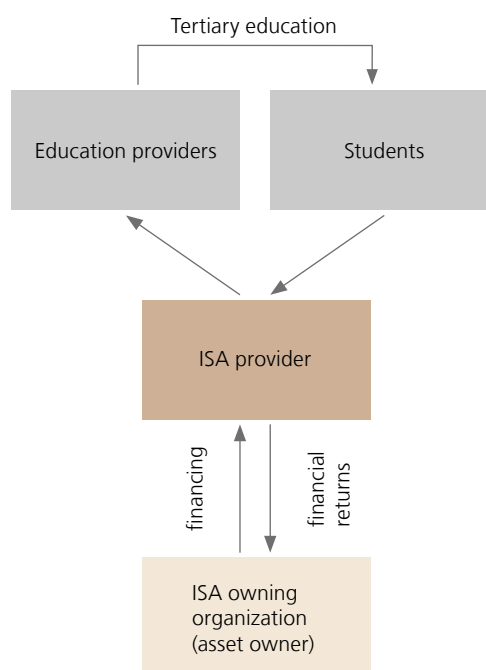 Tertiary education
Education providers
Students
ISA provider
financing
financial
returns
ISA owning
organization
(asset owner)